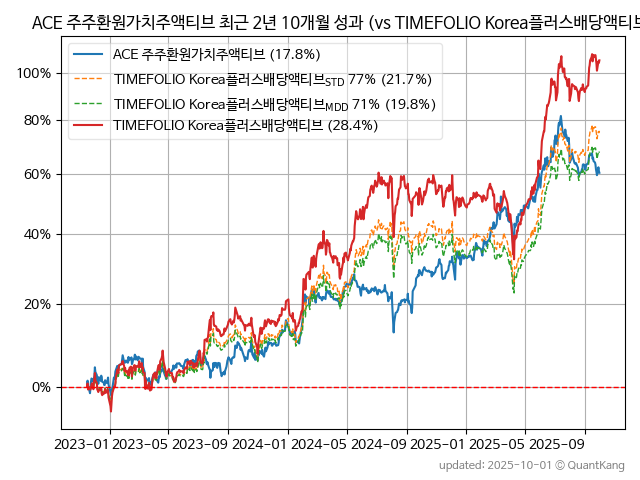 ACE 주주환원가치주액티브 최근 2년 10개월 성과 (vs TIMEFOLIO Korea플러스배당액티브
ACE 주주환원가치주액티브 (17.8%)
TIMEFOLIO Korea플러스배당액티브STD 77% (21.7%)
TIMEFOLIO Korea플러스배당액티브MDD 71% (19.8%)
TIMEFOLIO Korea플러스배당액티브 (28.4%)
100%
80%
60%
40%
20%
0%
2023-01 2023-05 2023-09 2024-01 2024-05 2024-09 2025-01 2025-05 2025-09
updated: 2025-10-01 © QuantKang